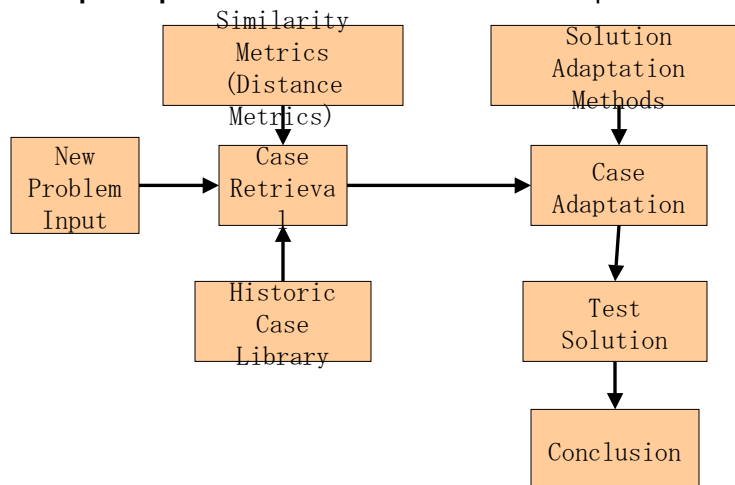 Similarity
Metrics
(Distance
Metrics)
Solution
Adaptation
Methods
New
Problem
Input
Case
Retrieva
l
Case
Adaptation
Historic
Case
Library
Test
Solution
Conclusion